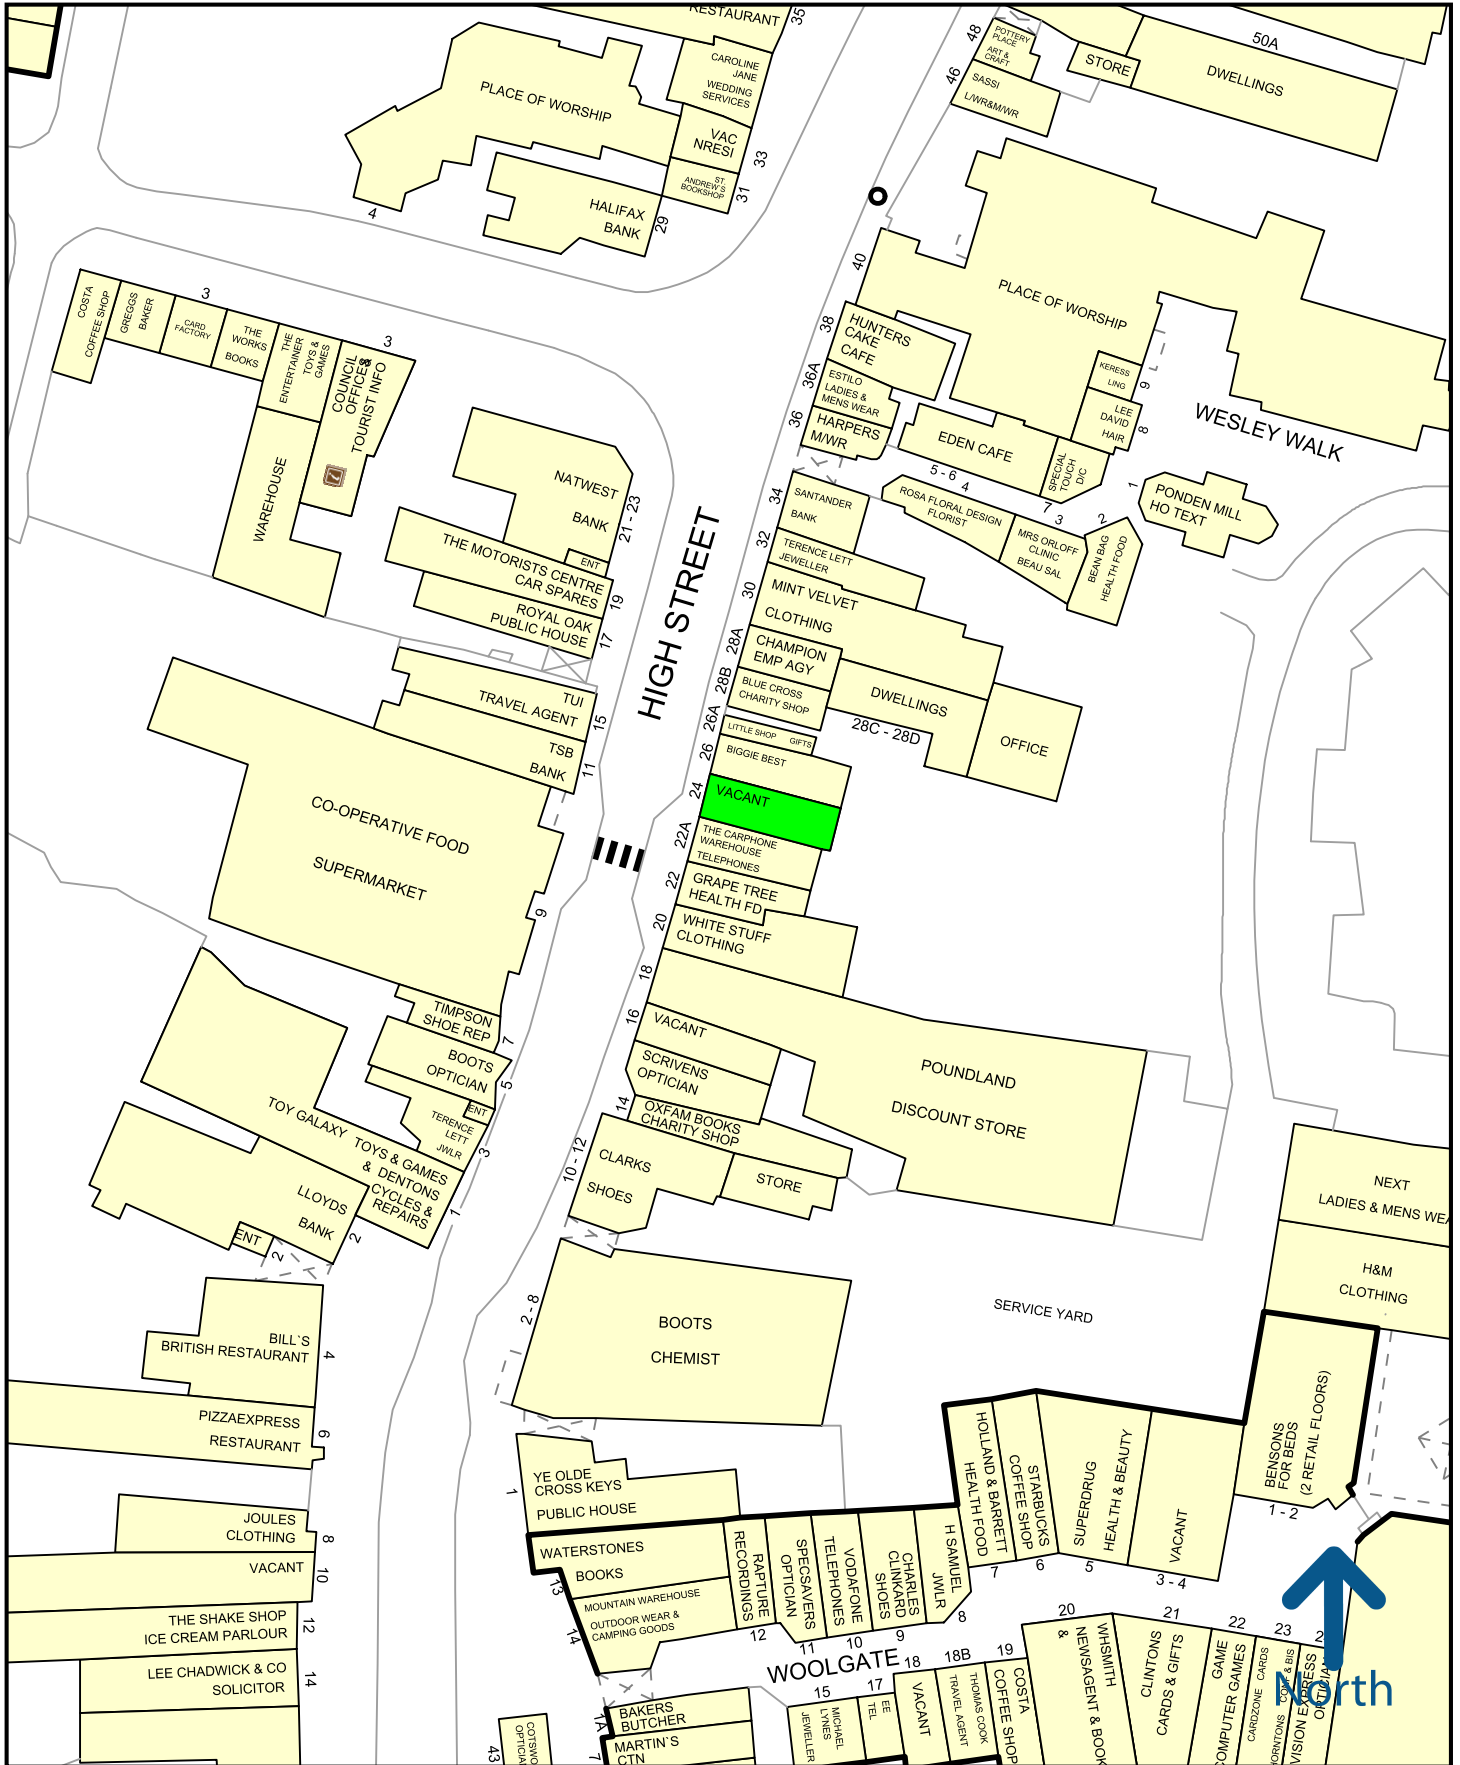 RESTAURANT
35
CAROLINE
JANE
WEDDING
SERVICES
PLACE OF WORSHIP
VAC
NRESI
33
ST.
ANDREW`S
BOOKSHOP
31
HALIFAX
BANK
29
4
48
POTTERY
PLACE
ART &
CRAFT
46
SASSI
L/WR&M/WR
STORE
50A
DWELLINGS
40
PLACE OF WORSHIP
38
HUNTERS
CAKE
CAFE
36A
ESTILO
LADIES &
MENS WEAR
36
HARPERS
M/WR
EDEN CAFE
5 - 6
KERESS
LING
9
LEE
DAVID
HAIR
8
SPECIAL
TOUCH
D/C
7
WESLEY WALK
1
PONDEN MILL
HO TEXT
4
ROSA FLORAL DESIGN
FLORIST
3
MRS ORLOFF
CLINIC
BEAU SAL
2
BEAN BAG
HEALTH FOOD
COSTA
COFFEE SHOP
GREGGS
BAKER
3
CARD
FACTORY
THE
WORKS
BOOKS
THE
ENTERTAINER
TOYS &
GAMES
3
COUNCIL
OFFICES
&
TOURIST INFO
WAREHOUSE
NATWEST
BANK
21 - 23
ENT
THE MOTORISTS CENTRE
CAR SPARES
19
ROYAL OAK
PUBLIC HOUSE
17
HIGH STREET
34
SANTANDER
BANK
32
TERENCE LETT
JEWELLER
30
MINT VELVET
CLOTHING
28A
CHAMPION
EMP AGY
28B
BLUE CROSS
CHARITY SHOP
DWELLINGS
28C - 28D
OFFICE
26A
LITTLE SHOP GIFTS
26
BIGGIE BEST
24
VACANT
22A
THE CARPHONE
WAREHOUSE
TELEPHONES
22
GRAPE TREE
HEALTH FD
20
WHITE STUFF
CLOTHING
18
POUNDLAND
DISCOUNT STORE
16
VACANT
SCRIVENS
OPTICIAN
14
OXFAM BOOKS
CHARITY SHOP
10 - 12
CLARKS
SHOES
STORE
2 - 8
BOOTS
CHEMIST
SERVICE YARD
TUI
TRAVEL AGENT
15
TSB
BANK
11
CO-OPERATIVE FOOD
SUPERMARKET
9
TIMPSON
SHOE REP
7
BOOTS
OPTICIAN
5
ENT
TERENCE
LETT
JWLR
3
TOY GALAXY TOYS & GAMES
& DENTONS
CYCLES &
REPAIRS
1
LLOYDS
BANK
2
ENT
2
BILL`S
BRITISH RESTAURANT
4
PIZZAEXPRESS
RESTAURANT
6
JOULES
CLOTHING
8
VACANT
10
THE SHAKE SHOP
ICE CREAM PARLOUR
12
LEE CHADWICK & CO
SOLICITOR
14
NEXT
LADIES & MENS WEA
H&M
CLOTHING
BENSONS
FOR BEDS
(2 RETAIL FLOORS)
1 - 2
YE OLDE
CROSS KEYS
PUBLIC HOUSE
1
WATERSTONES
BOOKS
13
MOUNTAIN WAREHOUSE
OUTDOOR WEAR &
CAMPING GOODS
14
RAPTURE
RECORDINGS
12
SPECSAVERS
OPTICIAN
11
VODAFONE
TELEPHONES
10
CHARLES
CLINKARD
SHOES
9
H SAMUEL
JWLR
8
HOLLAND & BARRETT
HEALTH FOOD
7
STARBUCKS
COFFEE SHOP
6
SUPERDRUG
HEALTH & BEAUTY
5
VACANT
3 - 4
WOOLGATE
BAKERS
BUTCHER
1A
MARTIN`S
CTN
7
COTSWO
OPTICIA
43
15
MICHAEL
LYNES
JEWELLER
17
EE
TEL
18
VACANT
18B
THOMAS COOK
TRAVEL AGENT
19
COSTA
COFFEE SHOP
20
WHSMITH
NEWSAGENT & BOOK
&
21
CLINTONS
CARDS & GIFTS
22
GAME
COMPUTER GAMES
23
CARDZONE CARDS
HORNTONS CONF & BIS
VISION EXPRESS
OPTICIAN
North